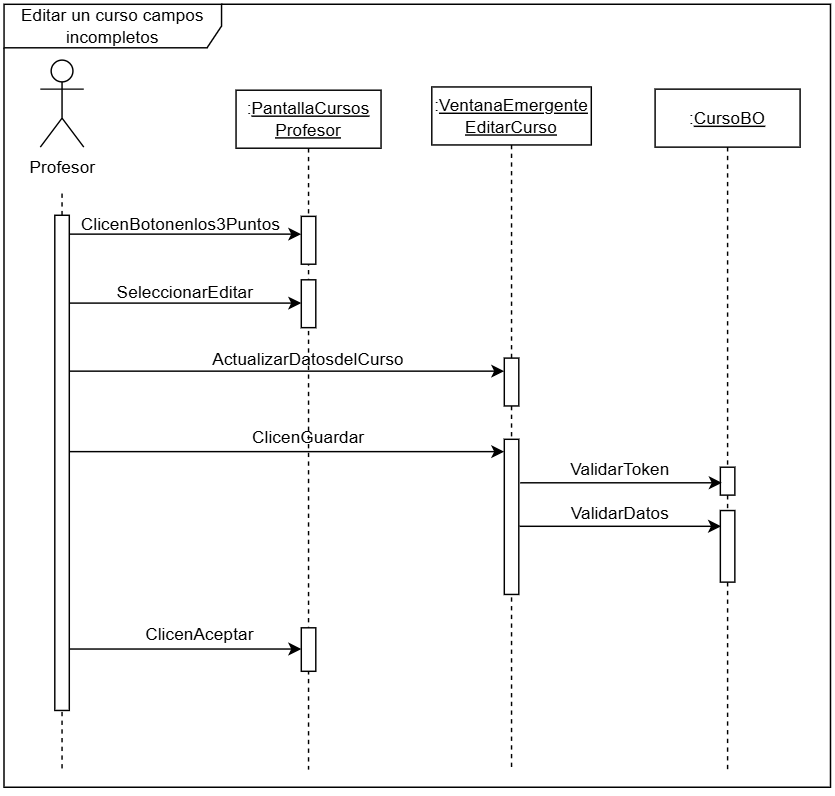 Editar un curso campos
incompletos
Profesor
:PantallaCursos
Profesor
:VentanaEmergente
EditarCurso
:CursoBO
ClicenBotonenlos3Puntos
SeleccionarEditar
ActualizarDatosdelCurso
ClicenGuardar
ValidarToken
ValidarDatos
ClicenAceptar